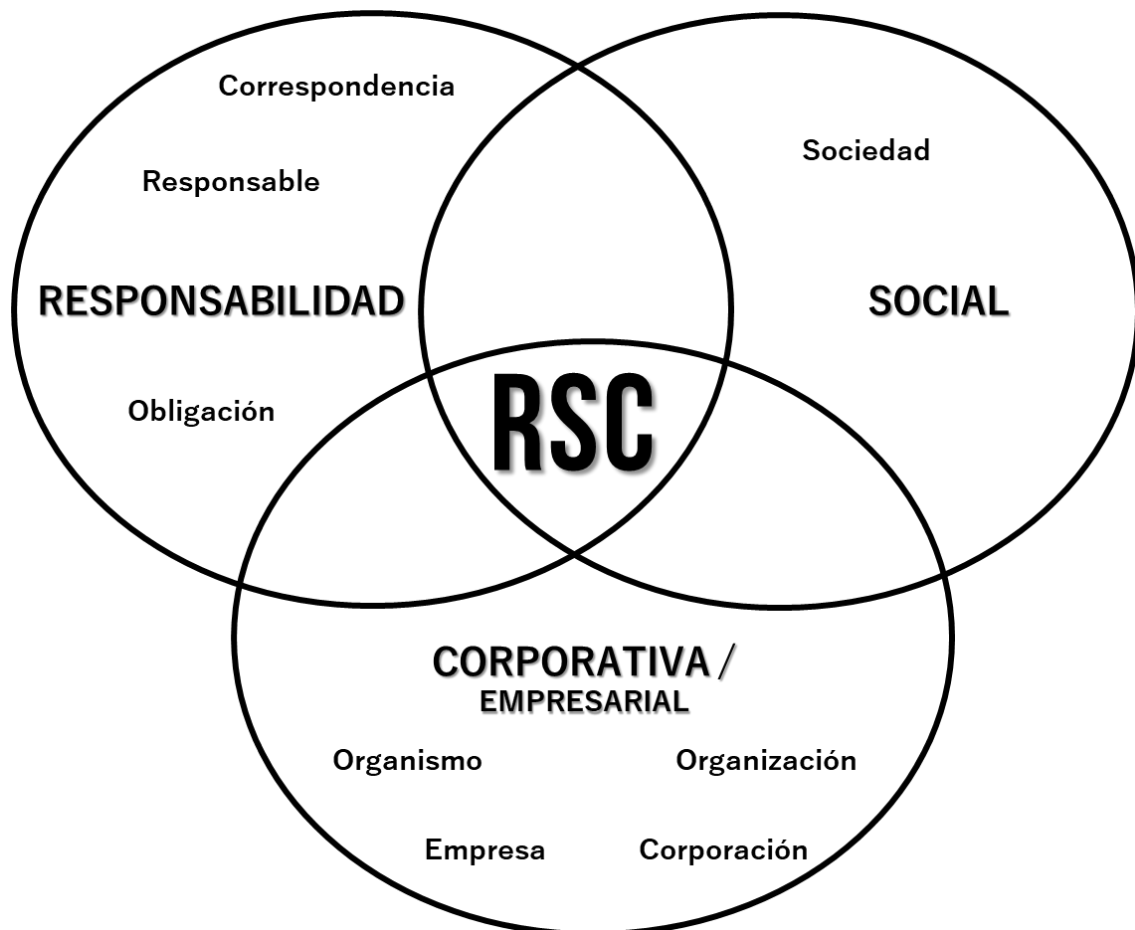 Correspondencia
Sociedad
Responsable
RESPONSABILIDAD
SOCIAL
Obligación
RSC
CORPORATIVA /
EMPRESARIAL
Organismo
Organización
Empresa
Corporación